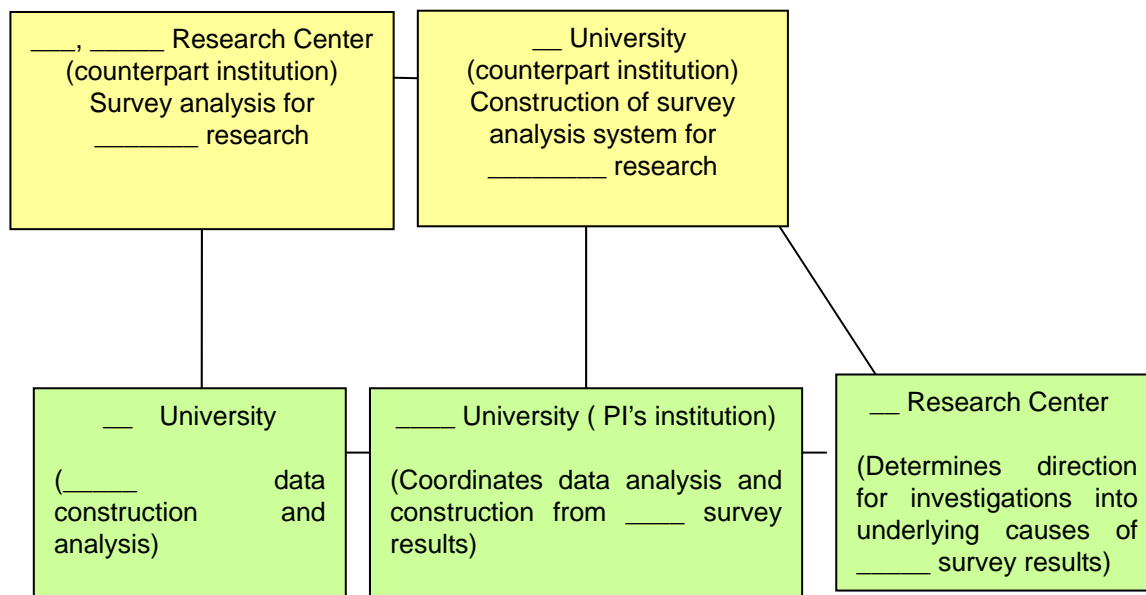 ___, _____ Research Center
(counterpart institution)
Survey analysis for
_______ research
__ University
(counterpart institution)
Construction of survey
analysis system for
________ research
__ University
(_____ data
construction and
analysis)
____ University ( PI’s institution)
(Coordinates data analysis and
construction from ____ survey
results)
__ Research Center
(Determines direction
for investigations into
underlying causes of
_____ survey results)